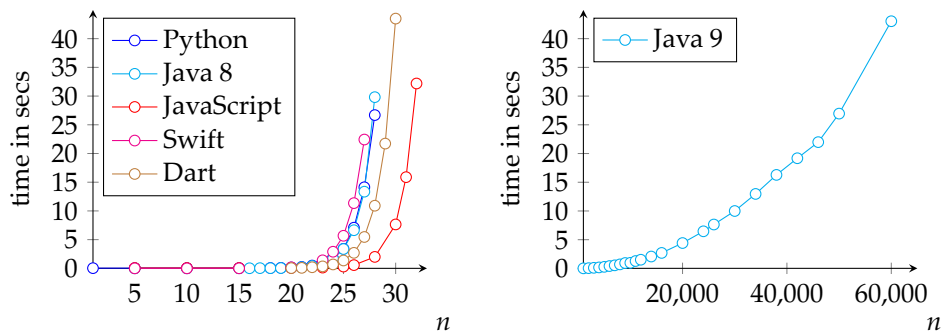 time in secs
40
35
30
25
20
15
10
5
0
5 10 15 20 25 30
n
Python
Java 8
JavaScript
Swift
Dart
time in secs
40
35
30
25
20
15
10
5
0
20,000 40,000 60,000
n
Java 9